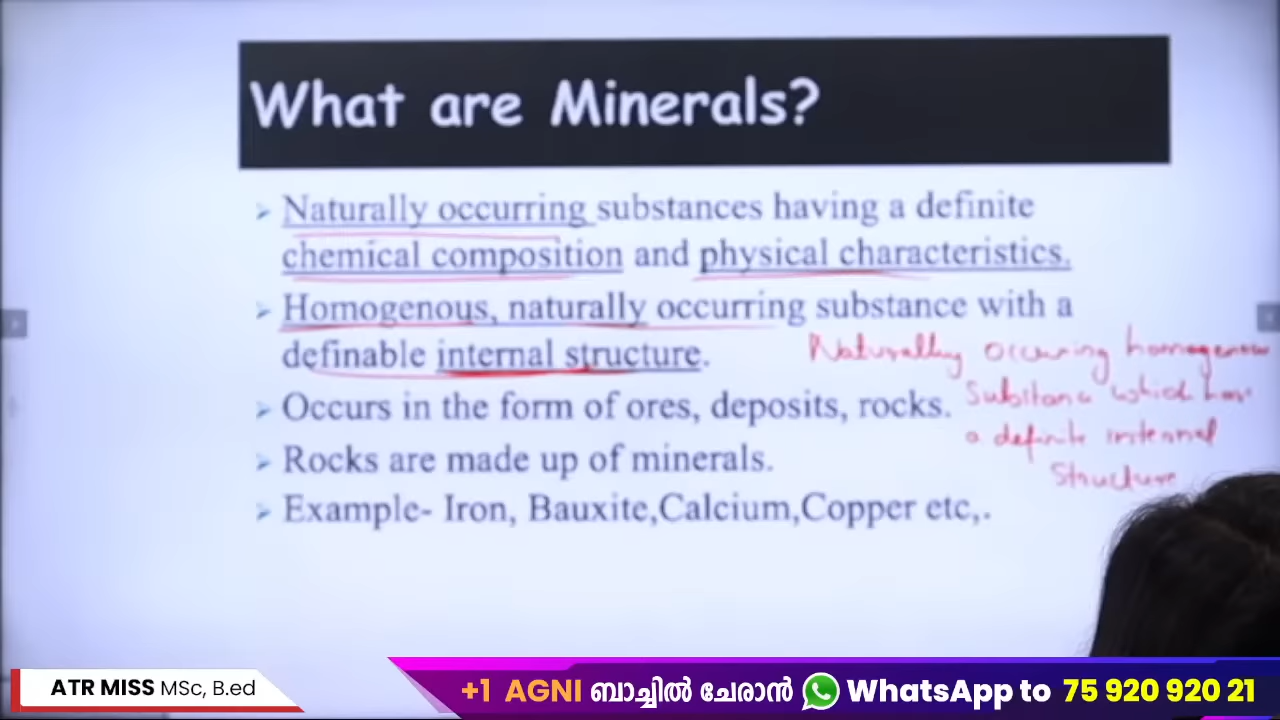 What are Minerals?
➢ Naturally occurring substances having a definite
chemical composition and physical characteristics.
➢ Homogenous, naturally occurring substance with a
definable internal structure.
➢ Occurs in the form of ores, deposits, rocks.
➢ Rocks are made up of minerals.
➢ Example- Iron, Bauxite,Calcium,Copper etc,.
Naturally occuring homogenous
Substance which have
a definite internal
Structure
ATR MISS MSc, B.ed
+1 AGNI ബാച്ചിൽ ചേരാൻ WhatsApp to 75 920 920 21